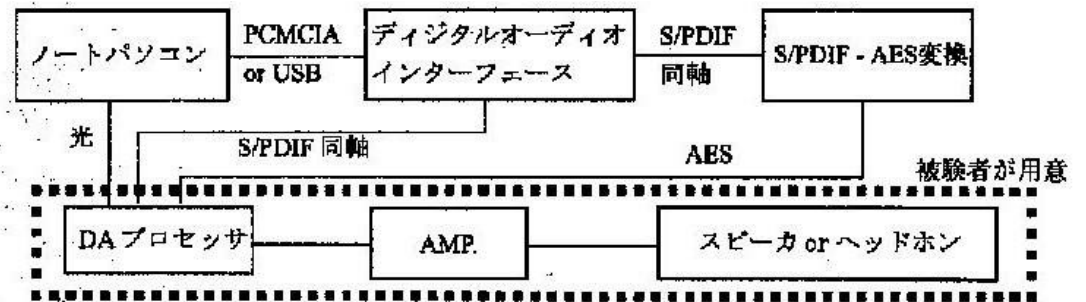 ノートパソコン
PCMCIA
or USB
ディジタルオーディオ
インターフェース
S/PDIF
同軸
S/PDIF - AES変換
光
S/PDIF 同軸
AES
被験者が用意
DAプロセッサ
AMP.
スピーカ or ヘッドホン